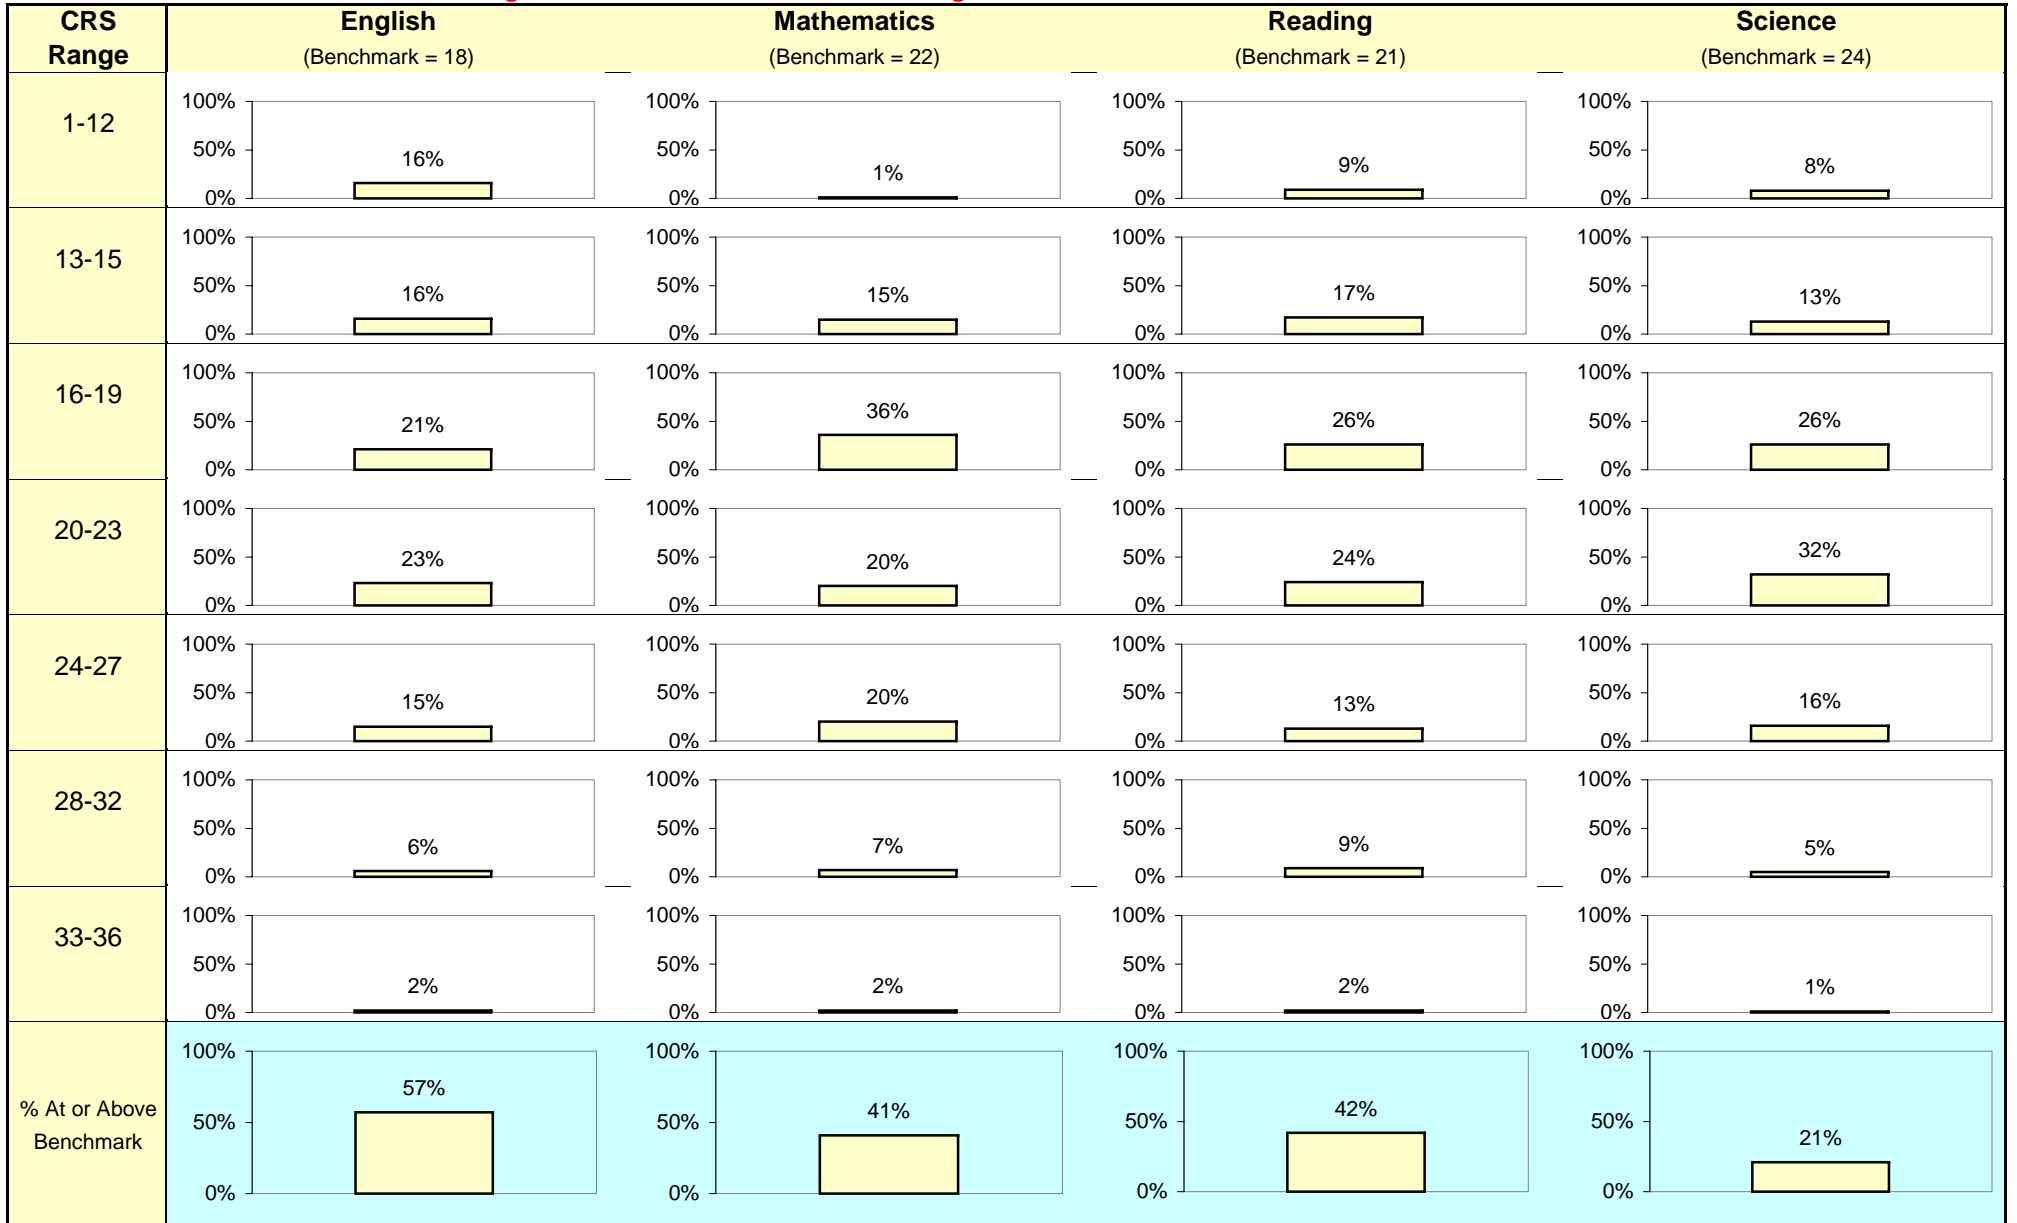 CRS Range English Mathematics Reading Science
(Benchmark = 18) (Benchmark = 22) (Benchmark = 21) (Benchmark = 24)
1-12
100% 50% 0% 16%
100% 50% 0% 1%
100% 50% 0% 9%
100% 50% 0% 8%
13-15
100% 50% 0% 16%
100% 50% 0% 15%
100% 50% 0% 17%
100% 50% 0% 13%
16-19
100% 50% 0% 21%
100% 50% 0% 36%
100% 50% 0% 26%
100% 50% 0% 26%
20-23
100% 50% 0% 23%
100% 50% 0% 20%
100% 50% 0% 24%
100% 50% 0% 32%
24-27
100% 50% 0% 15%
100% 50% 0% 20%
100% 50% 0% 13%
100% 50% 0% 16%
28-32
100% 50% 0% 6%
100% 50% 0% 7%
100% 50% 0% 9%
100% 50% 0% 5%
33-36
100% 50% 0% 2%
100% 50% 0% 2%
100% 50% 0% 2%
100% 50% 0% 1%
% At or Above
Benchmark
100% 50% 0% 57%
100% 50% 0% 41%
100% 50% 0% 42%
100% 50% 0% 21%